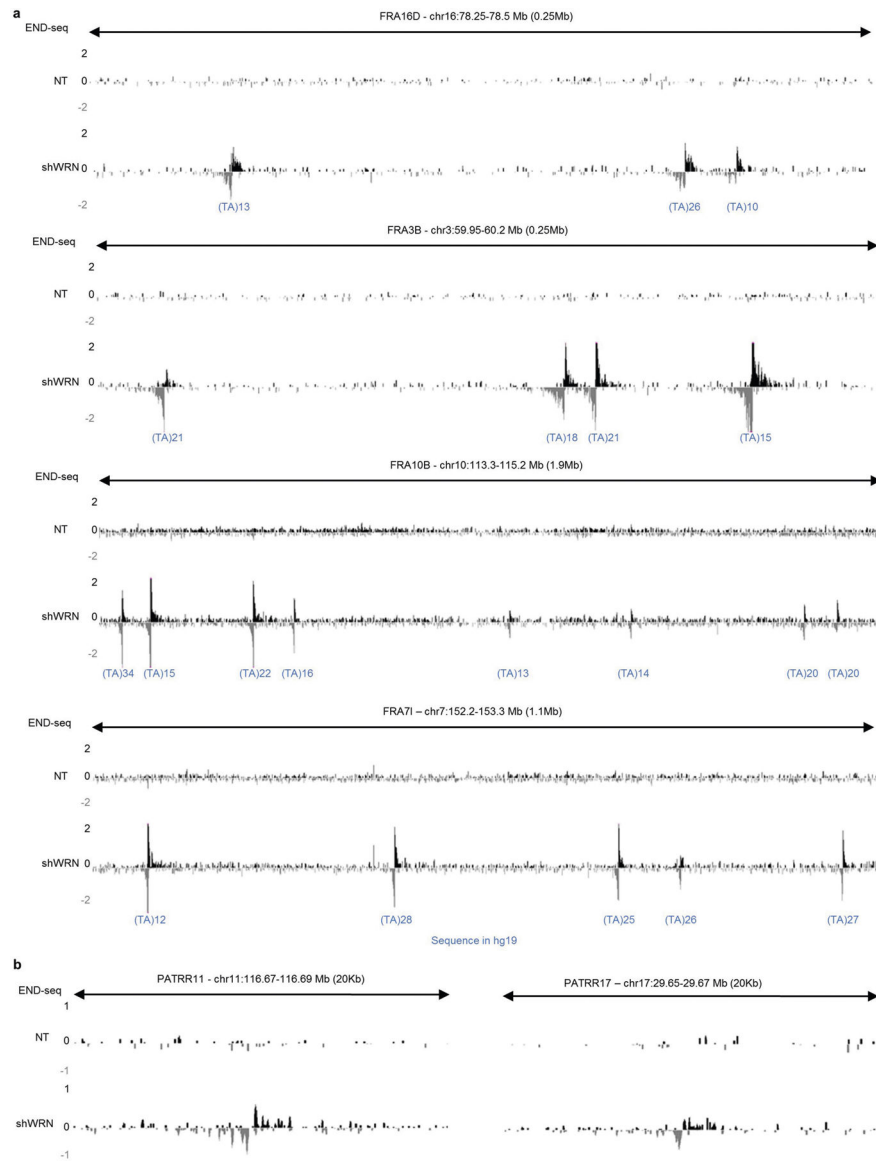 a
FRA16D - chr16:78.25-78.5 Mb (0.25Mb)
END-seq
2
NT 0
-2
2
shWRN 0
-2
(TA)13 (TA)26 (TA)10
FRA3B - chr3:59.95-60.2 Mb (0.25Mb)
END-seq
2
NT 0
-2
2
shWRN 0
-2
(TA)21 (TA)18 (TA)21 (TA)15
FRA10B - chr10:113.3-115.2 Mb (1.9Mb)
END-seq
2
NT 0
-2
2
shWRN 0
-2
(TA)34 (TA)15 (TA)22 (TA)16 (TA)13 (TA)14 (TA)20 (TA)20
FRA7I – chr7:152.2-153.3 Mb (1.1Mb)
END-seq
2
NT 0
-2
2
shWRN 0
-2
(TA)12 (TA)28 (TA)25 (TA)26 (TA)27
Sequence in hg19
b
PATRR11 - chr11:116.67-116.69 Mb (20Kb) PATRR17 – chr17:29.65-29.67 Mb (20Kb)
END-seq
1
NT 0
-1
1
shWRN 0
-1